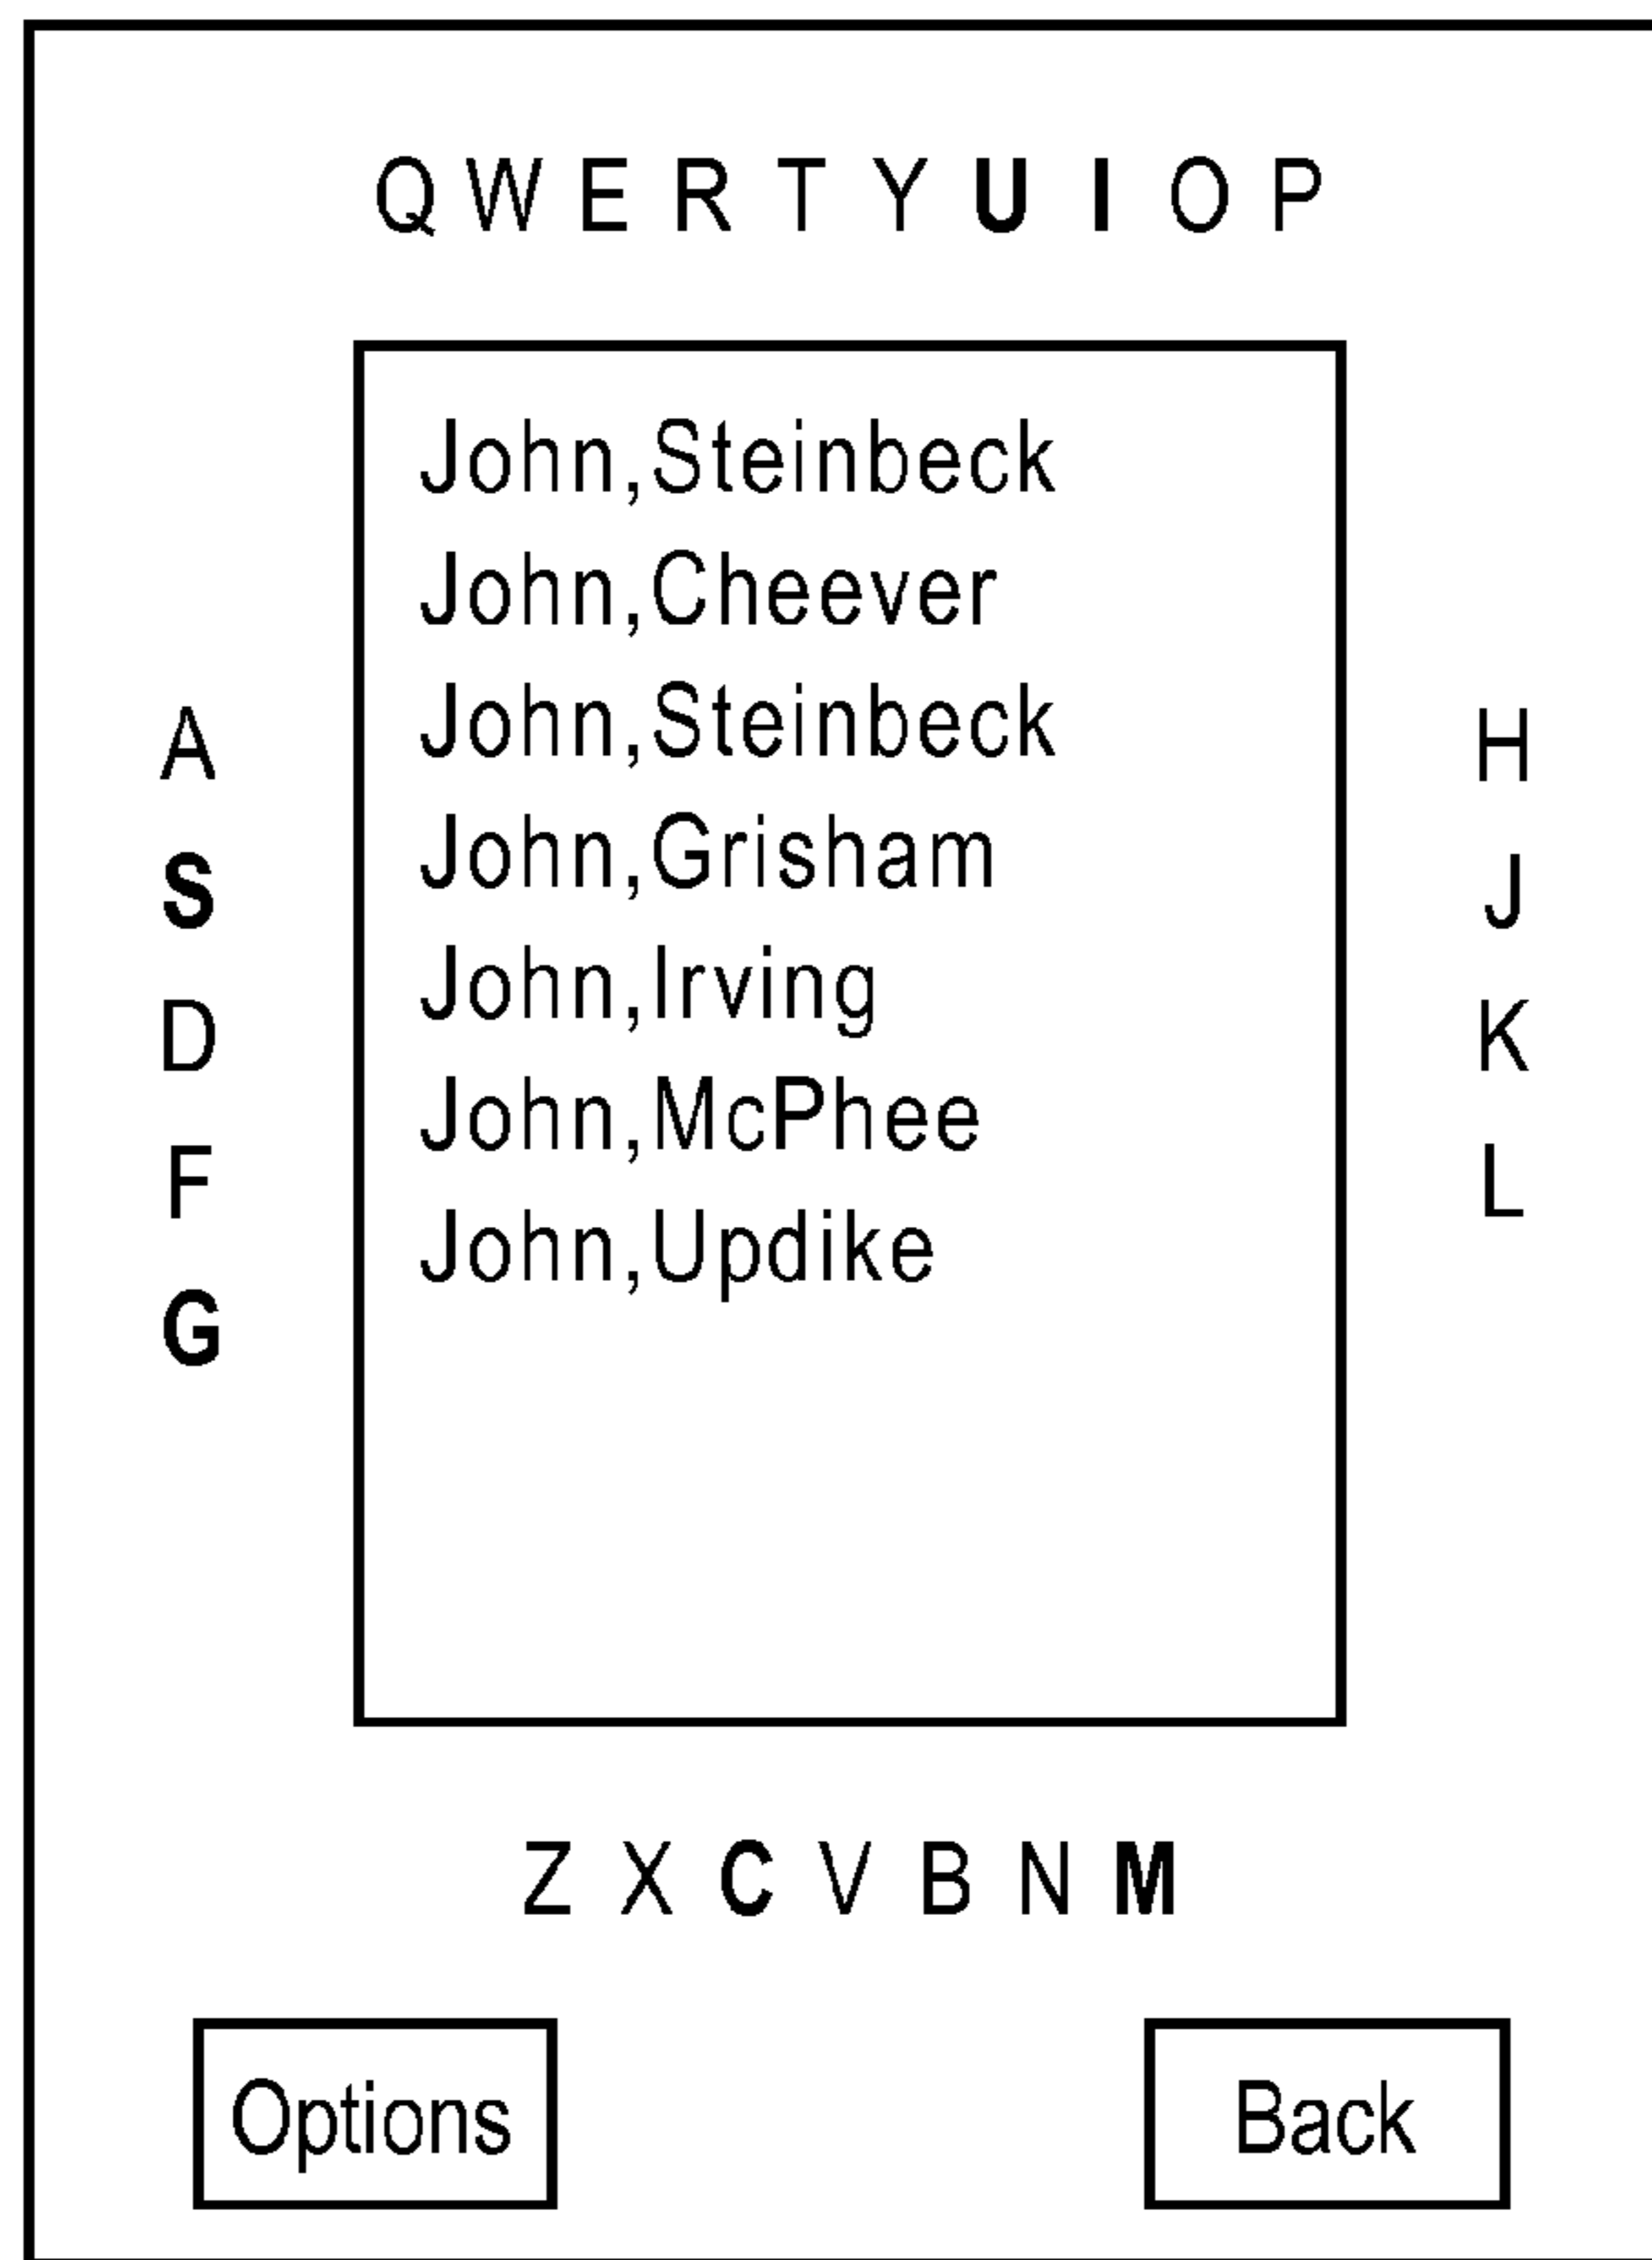 Q W E R T Y U I O P
John,Steinbeck
John,Cheever
John,Steinbeck
John,Grisham
John,Irving
John,McPhee
John,Updike
A
S
D
F
G
H
J
K
L
Z X C V B N M
Options
Back